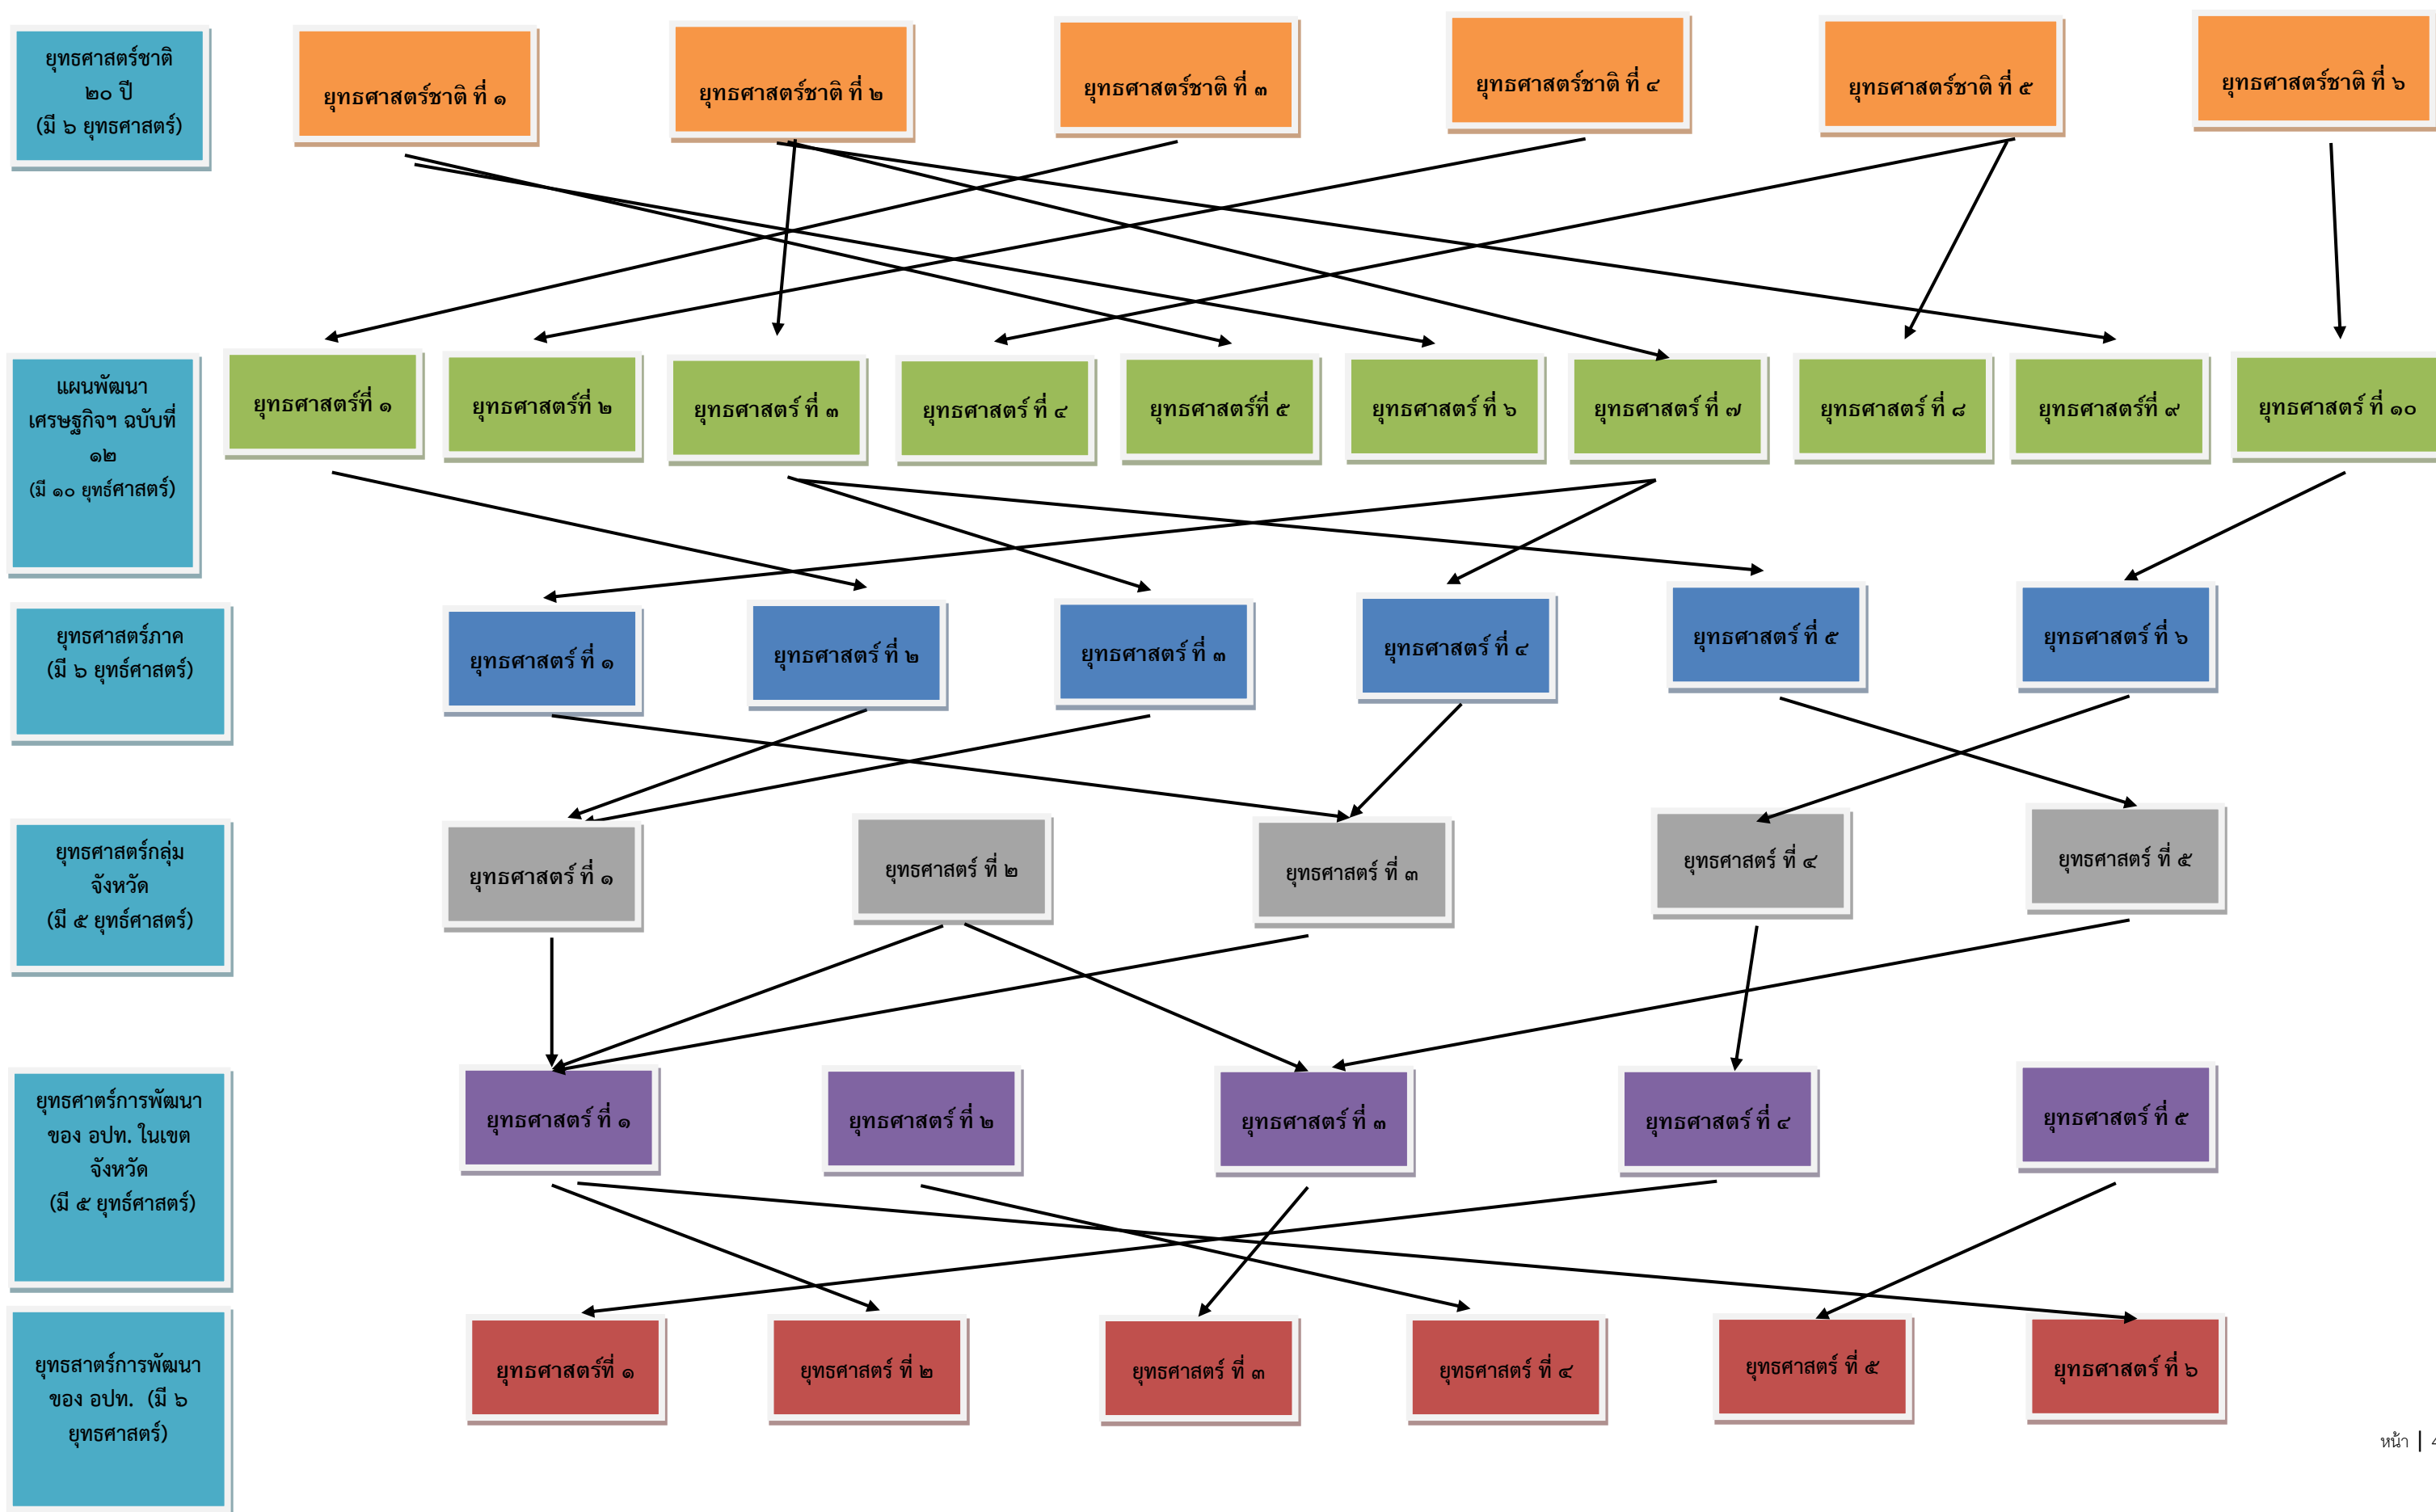 ยุทธศาสตร์ชาติ
๒๐ ปี
(มี ๖ ยุทธศาสตร์)
ยุทธศาสตร์ชาติ ที่ ๑
ยุทธศาสตร์ชาติ ที่ ๒
ยุทธศาสตร์ชาติ ที่ ๓
ยุทธศาสตร์ชาติ ที่ ๔
ยุทธศาสตร์ชาติ ที่ ๕
ยุทธศาสตร์ชาติ ที่ ๖
แผนพัฒนา
เศรษฐกิจฯ ฉบับที่
๑๒
(มี ๑๐ ยุทธ์ศาสตร์)
ยุทธศาสตร์ที่ ๑
ยุทธศาสตร์ที่ ๒
ยุทธศาสตร์ ที่ ๓
ยุทธศาสตร์ ที่ ๔
ยุทธศาสตร์ที่ ๕
ยุทธศาสตร์ ที่ ๖
ยุทธศาสตร์ ที่ ๗
ยุทธศาสตร์ ที่ ๘
ยุทธศาสตร์ที่ ๙
ยุทธศาสตร์ ที่ ๑๐
ยุทธศาสตร์ภาค
(มี ๖ ยุทธ์ศาสตร์)
ยุทธศาสตร์ ที่ ๑
ยุทธศาสตร์ ที่ ๒
ยุทธศาสตร์ ที่ ๓
ยุทธศาสตร์ ที่ ๔
ยุทธศาสตร์ ที่ ๕
ยุทธศาสตร์ ที่ ๖
ยุทธศาสตร์กลุ่ม
จังหวัด
(มี ๕ ยุทธ์ศาสตร์)
ยุทธศาสตร์ ที่ ๑
ยุทธศาสตร์ ที่ ๒
ยุทธศาสตร์ ที่ ๓
ยุทธศาสตร์ ที่ ๔
ยุทธศาสตร์ ที่ ๕
ยุทธศาตร์การพัฒนา
ของ อปท. ในเขต
จังหวัด
(มี ๕ ยุทธ์ศาสตร์)
ยุทธศาสตร์ ที่ ๑
ยุทธศาสตร์ ที่ ๒
ยุทธศาสตร์ ที่ ๓
ยุทธศาสตร์ ที่ ๔
ยุทธศาสตร์ ที่ ๕
ยุทธสาตร์การพัฒนา
ของ อปท. (มี ๖
ยุทธศาสตร์)
ยุทธศาสตร์ที่ ๑
ยุทธศาสตร์ ที่ ๒
ยุทธศาสตร์ ที่ ๓
ยุทธศาสตร์ ที่ ๔
ยุทธศาสตร์ ที่ ๕
ยุทธศาสตร์ ที่ ๖
หน้า |